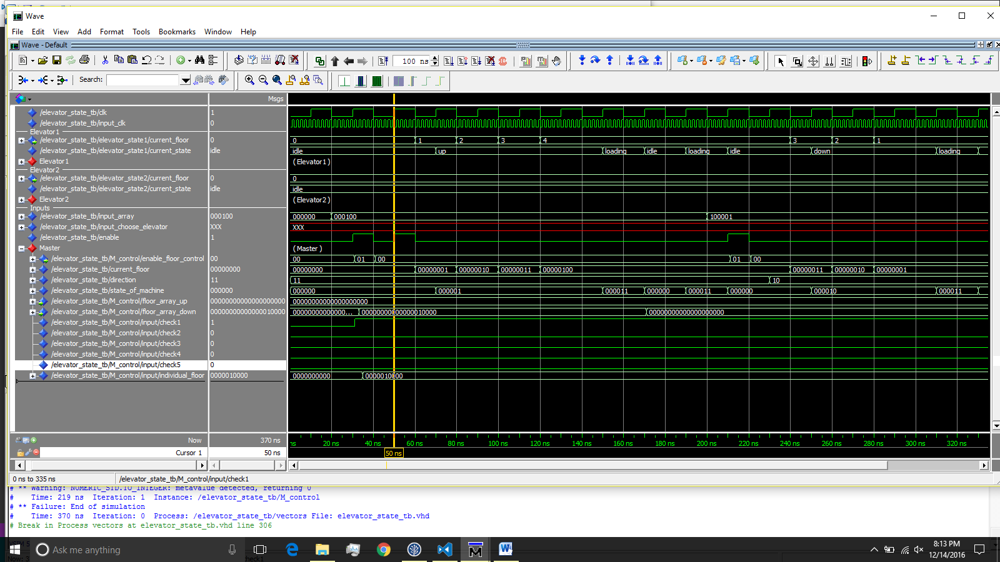 Wave
File Edit View Add Format Tools Bookmarks Window Help
Wave - Default
100 ns
Search:
Msgs
/elevator_state_tb/clk 1
/elevator_state_tb/input_clk 0
Elevator1
/elevator_state_tb/elevator_state1/current_floor 0 0 1 2 3 4 3 2 1
/elevator_state_tb/elevator_state1/current_state idle idle up loading idle loading idle down loading
Elevator1 (Elevator1)
Elevator2
/elevator_state_tb/elevator_state2/current_floor 0 0
/elevator_state_tb/elevator_state2/current_state idle idle
Elevator2 (Elevator2)
Inputs
/elevator_state_tb/input_array 000100 000000 000100 100001
/elevator_state_tb/input_choose_elevator XXX XXX
/elevator_state_tb/enable 1
Master (Master)
/elevator_state_tb/M_control/enable_floor_control 00 00 01 00 01 00
/elevator_state_tb/current_floor 00000000 00000000 00000001 00000010 00000011 00000100 00000011 00000010 00000001
/elevator_state_tb/direction 11 11 10
/elevator_state_tb/state_of_machine 000000 000000 000001 000011 000000 000011 000000 000010 000011
/elevator_state_tb/M_control/floor_array_up 00000000000000000000 00000000000000000000
/elevator_state_tb/M_control/floor_array_down 00000000000000010000 00000000000000... 00000000000000010000 00000000000000000000
/elevator_state_tb/M_control/input/check1 1
/elevator_state_tb/M_control/input/check2 0
/elevator_state_tb/M_control/input/check3 0
/elevator_state_tb/M_control/input/check4 0
/elevator_state_tb/M_control/input/check5 0
/elevator_state_tb/M_control/input/individual_floor 0000010000 0000000000 0000010000
Now 370 ns ns 20 ns 40 ns 60 ns 80 ns 100 ns 120 ns 140 ns 160 ns 180 ns 200 ns 220 ns 240 ns 260 ns 280 ns 300 ns 320 ns
Cursor 1 50 ns 50 ns
0 ns to 335 ns /elevator_state_tb/M_control/input/check1
# ** Warning: NUMERIC_STD.TO_INTEGER: metavalue detected, returning 0
# Time: 219 ns Iteration: 1 Instance: /elevator_state_tb/M_control
# ** Failure: End of simulation
# Time: 370 ns Iteration: 0 Process: /elevator_state_tb/vectors File: elevator_state_tb.vhd
# Break in Process vectors at elevator_state_tb.vhd line 306
Ask me anything
8:13 PM
12/14/2016